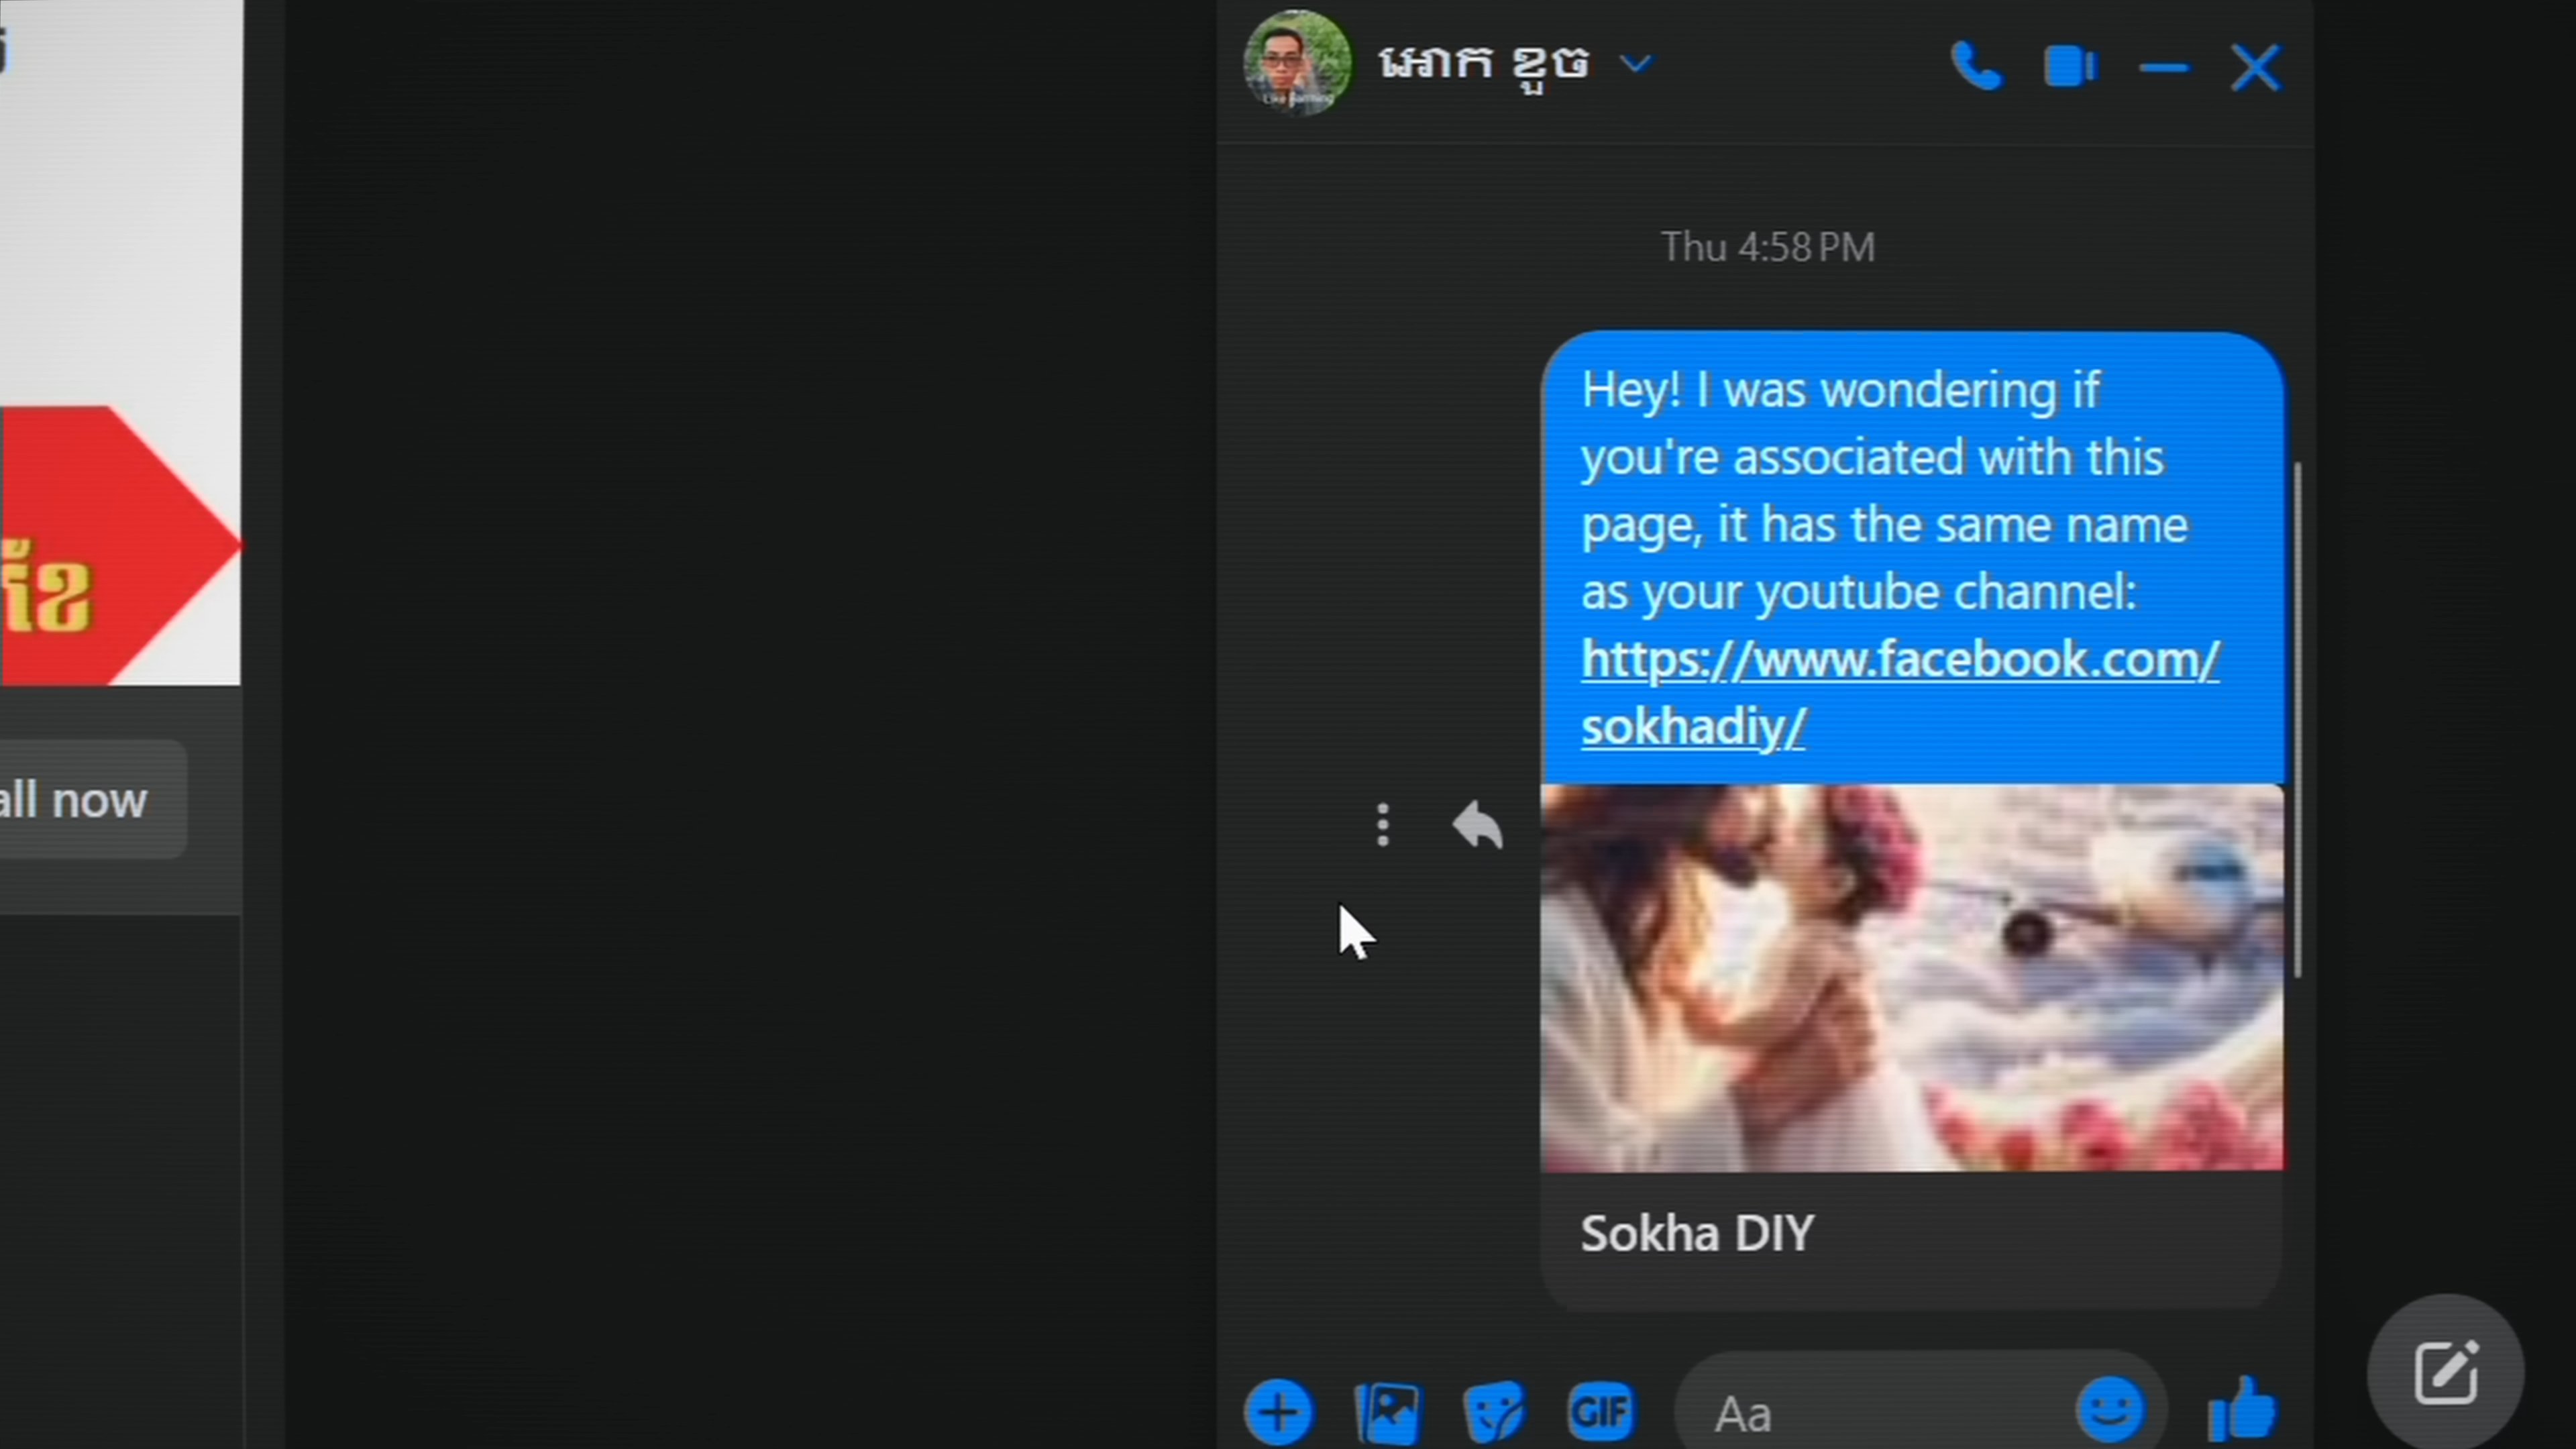 អោក ខួច
Like Farming
Thu 4:58 PM
Hey! I was wondering if
you're associated with this
page, it has the same name
as your youtube channel:
https://www.facebook.com/
sokhadiy/
all now
Sokha DIY
GIF
Aa